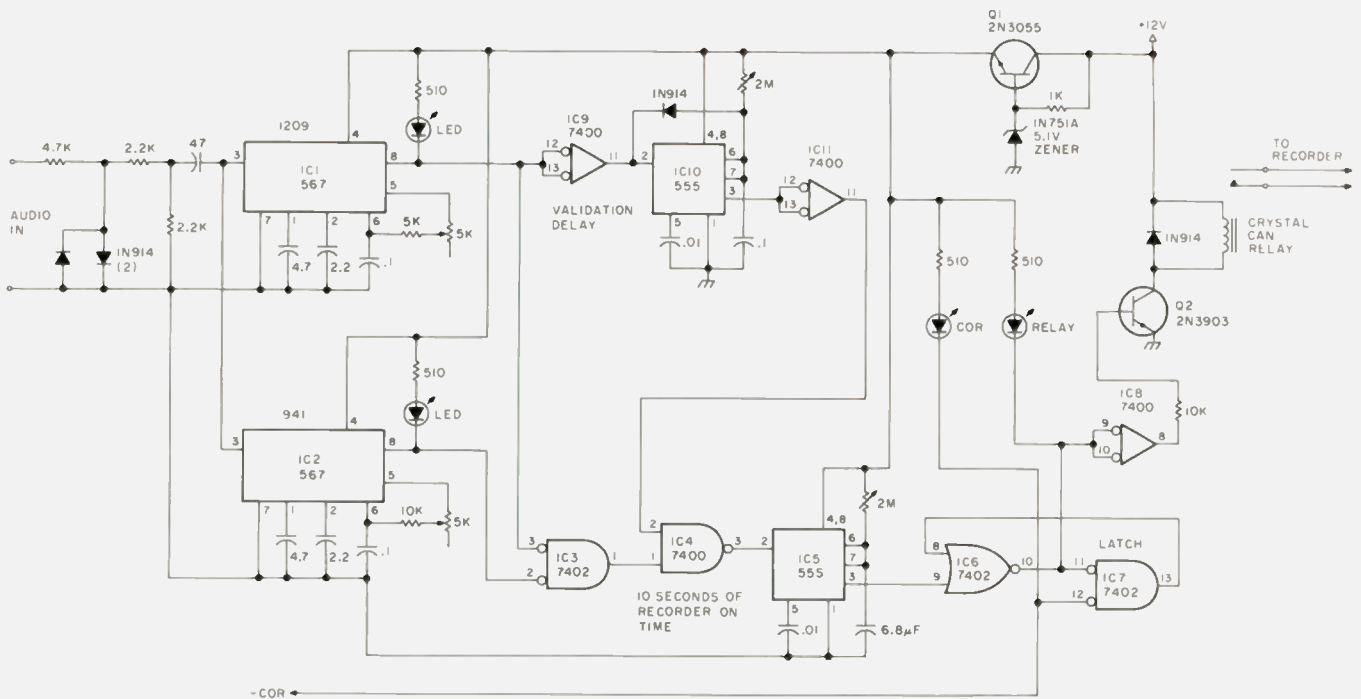 Q1
2N3055
+12V
510
1N914
2M
1K
LED
IC9
7400
1209
4
4.7K
2.2K
47
12
13
11
2
4,8
6
7
3
IC10
555
IC11
7400
12
13
11
1N751A
5.1V
ZENER
TO
RECORDER
3
IC1
567
8
5
AUDIO
IN
2.2K
7
1
2
6
5K
5K
VALIDATION
DELAY
5
1
.01
.1
1N914
(2)
4.7
2.2
.1
510
510
1N914
CRYSTAL
CAN
RELAY
COR
RELAY
Q2
2N3903
510
LED
941
4
IC8
7400
10K
3
IC2
567
8
5
9
10
8
7
1
2
6
10K
5K
2M
4.7
2.2
.1
3
2
IC3
7402
1
2
1
IC4
7400
3
2
4,8
IC5
555
6
7
3
8
9
IC6
7402
10
LATCH
11
12
IC7
7402
13
10 SECONDS OF
RECORDER ON
TIME
5
1
.01
6.8µF
-COR